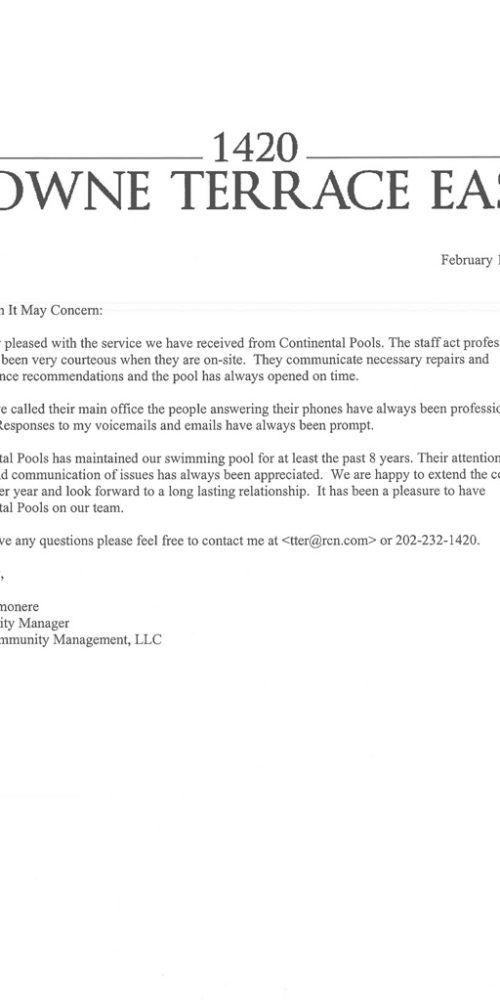 1420
OWNE TERRACE EAS
February 1
n It May Concern:
pleased with the service we have received from Continental Pools. The staff act profes
been very courteous when they are on-site. They communicate necessary repairs and
nce recommendations and the pool has always opened on time.
ve called their main office the people answering their phones have always been professio
Responses to my voicemails and emails have always been prompt.
tal Pools has maintained our swimming pool for at least the past 8 years. Their attention
d communication of issues has always been appreciated. We are happy to extend the co
er year and look forward to a long lasting relationship. It has been a pleasure to have
tal Pools on our team.
ve any questions please feel free to contact me at <tter@rcn.com> or 202-232-1420.
,
monere
ity Manager
mmunity Management, LLC